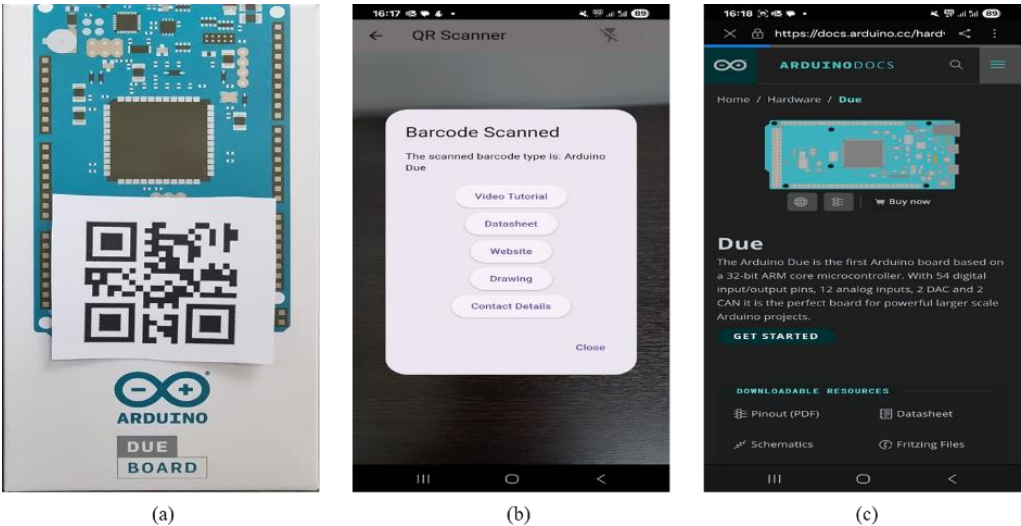 ARDUINO
DUE
BOARD
(a)
16:17
5d
89
QR Scanner
Barcode Scanned
The scanned barcode type is: Arduino
Due
Video Tutorial
Datasheet
Website
Drawing
Contact Details
Close
(b)
16:18
5d
89
https://docs.arduino.cc/hard
ARDUINODOCS
Home / Hardware / Due
Buy now
Due
The Arduino Due is the first Arduino board based on
a 32-bit ARM core microcontroller. With 54 digital
input/output pins, 12 analog inputs, 2 DAC and 2
CAN it is the perfect board for powerful larger scale
Arduino projects.
GET STARTED
DOWNLOADABLE RESOURCES
Pinout (PDF)
Datasheet
Schematics
Fritzing Files
(c)